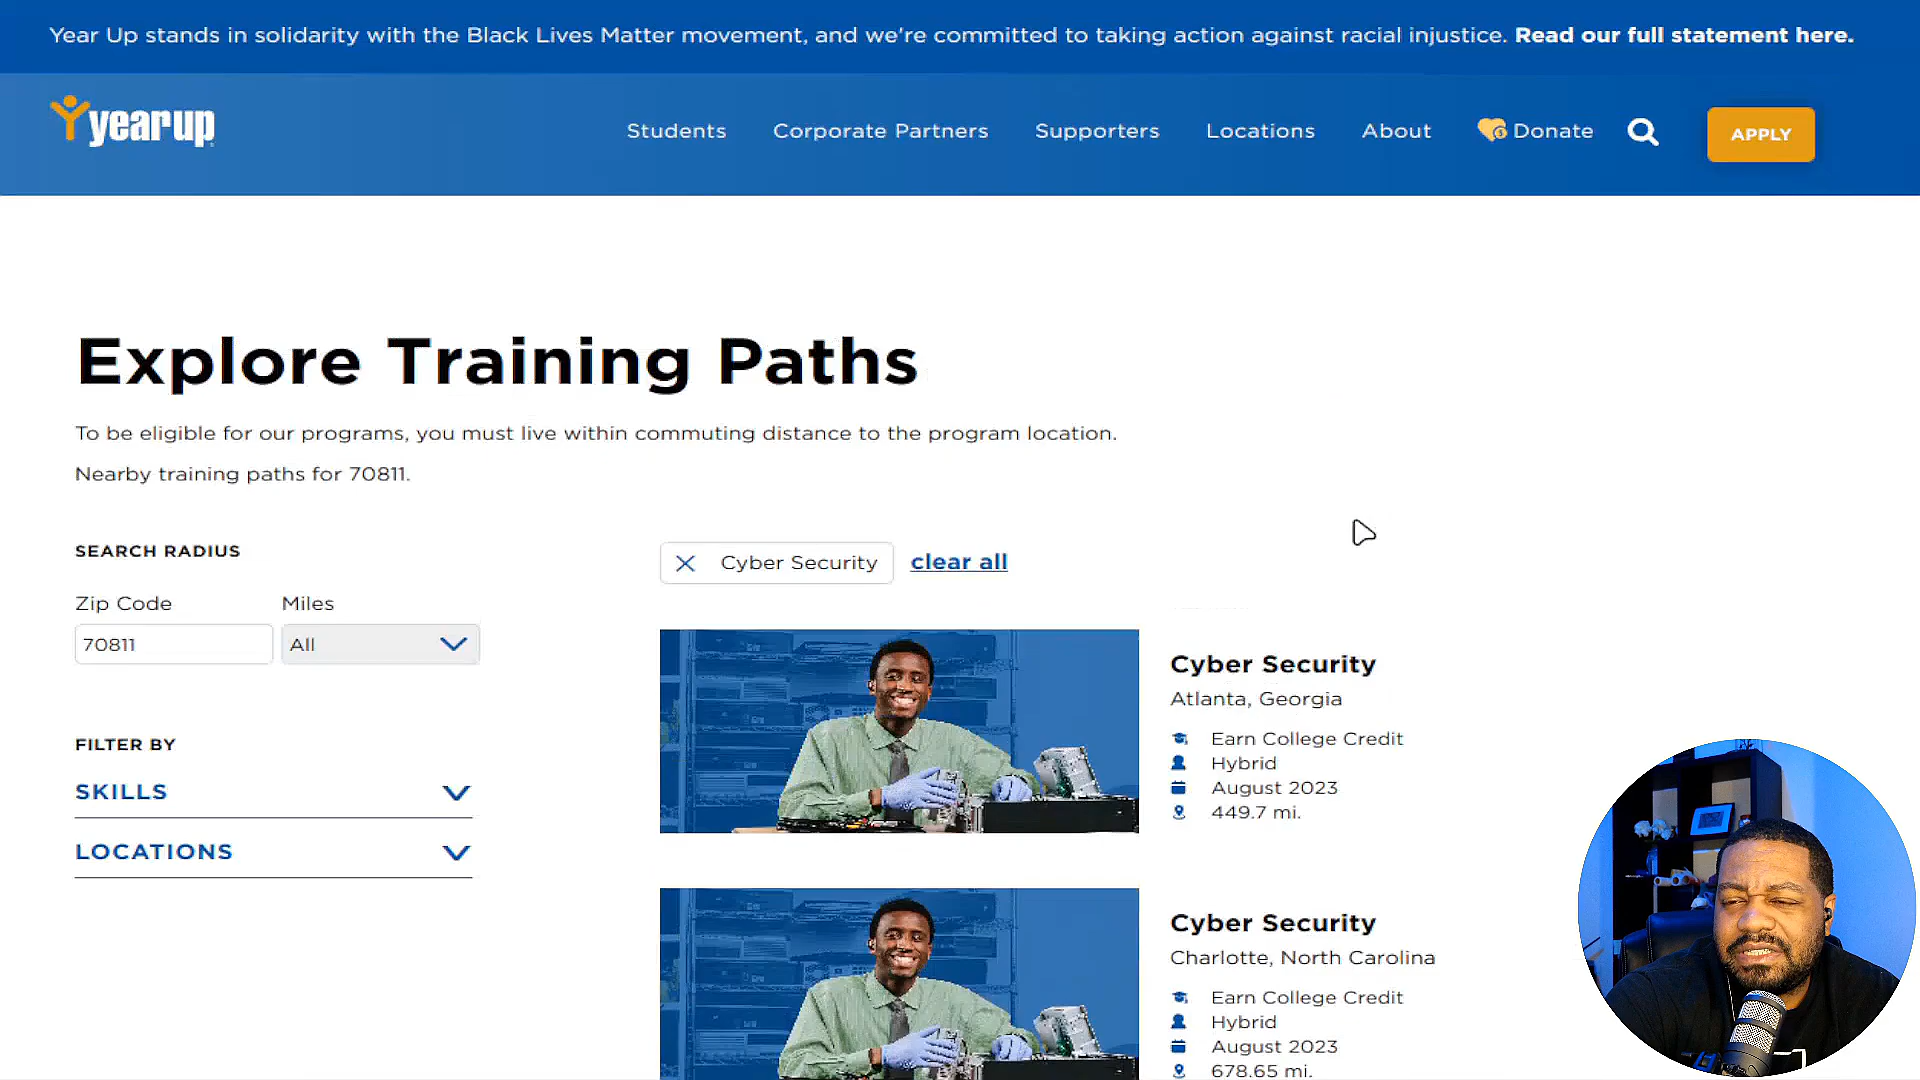 Year Up stands in solidarity with the Black Lives Matter movement, and we're committed to taking action against racial injustice. Read our full statement here.
year up
Students Corporate Partners Supporters Locations About Donate APPLY
Explore Training Paths
To be eligible for our programs, you must live within commuting distance to the program location.
Nearby training paths for 70811.
SEARCH RADIUS
Zip Code Miles
70811 All
FILTER BY
SKILLS
LOCATIONS
Cyber Security clear all
Cyber Security
Atlanta, Georgia
Earn College Credit
Hybrid
August 2023
449.7 mi.
Cyber Security
Charlotte, North Carolina
Earn College Credit
Hybrid
August 2023
678.65 mi.